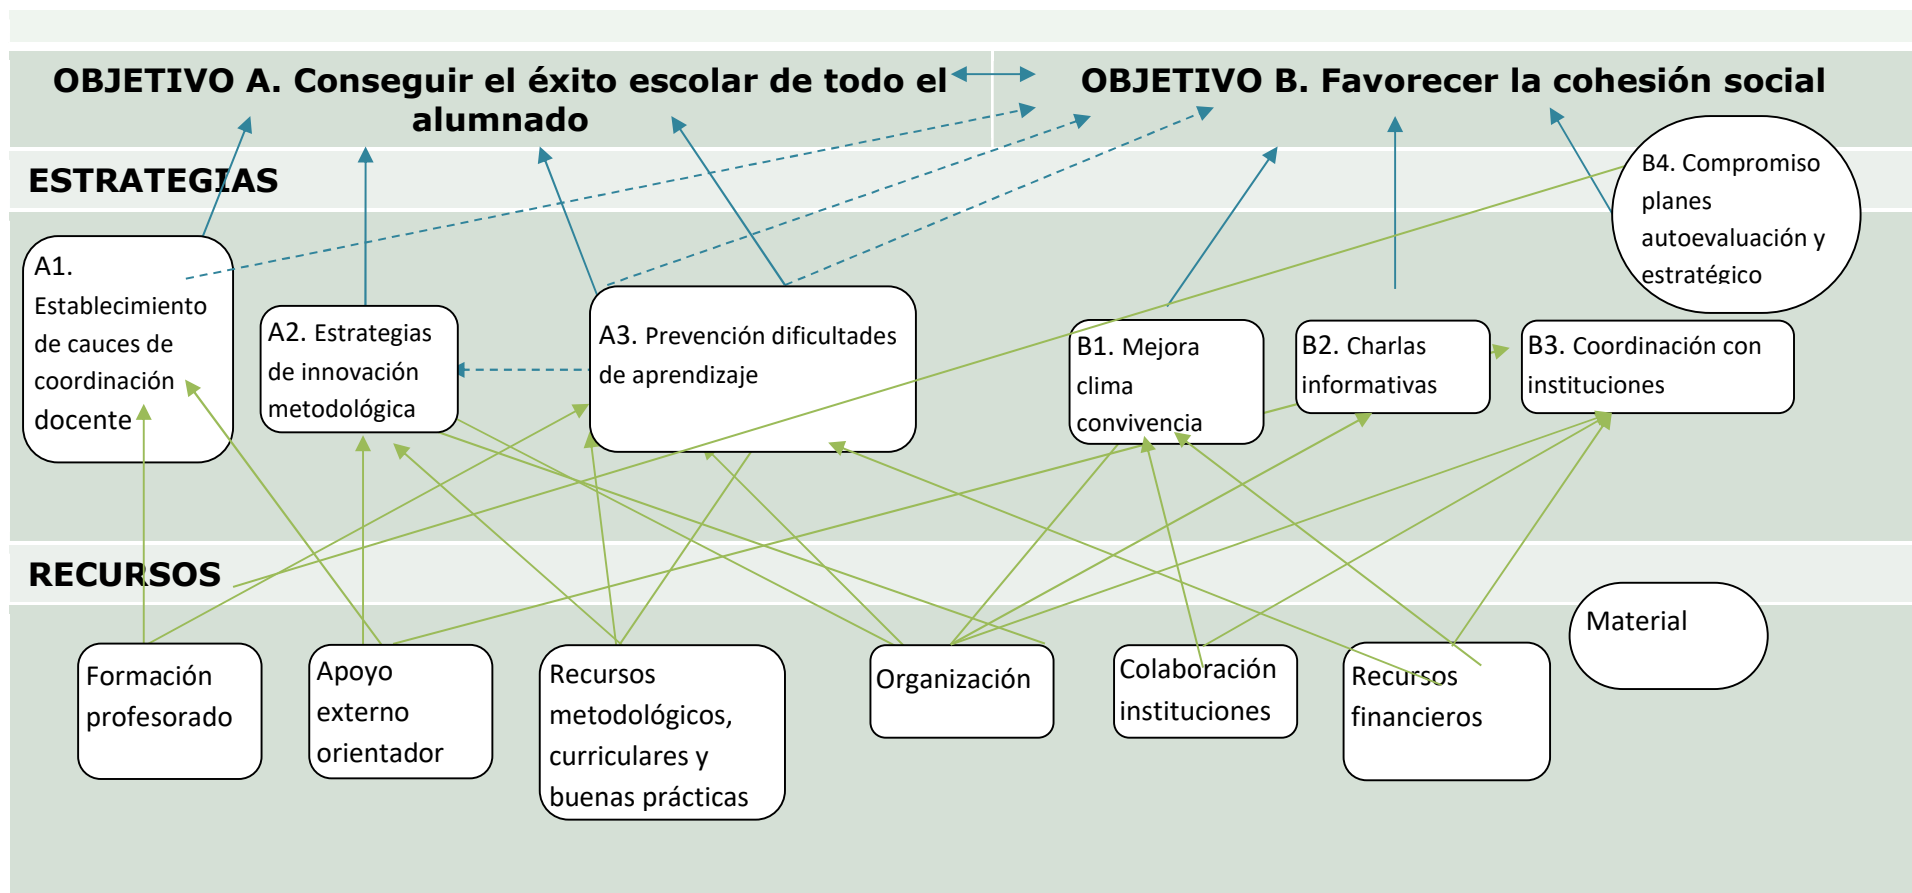 OBJETIVO A. Conseguir el éxito escolar de todo el
alumnado
OBJETIVO B. Favorecer la cohesión social
ESTRATEGIAS
B4. Compromiso
planes
autoevaluación y
estratégico
A1.
Establecimiento
de cauces de
coordinación
docente
A2. Estrategias
de innovación
metodológica
A3. Prevención dificultades
de aprendizaje
B1. Mejora
clima
convivencia
B2. Charlas
informativas
B3. Coordinación con
instituciones
RECURSOS
Material
Formación
profesorado
Apoyo
externo
orientador
Recursos
metodológicos,
curriculares y
buenas prácticas
Organización
Colaboración
instituciones
Recursos
financieros